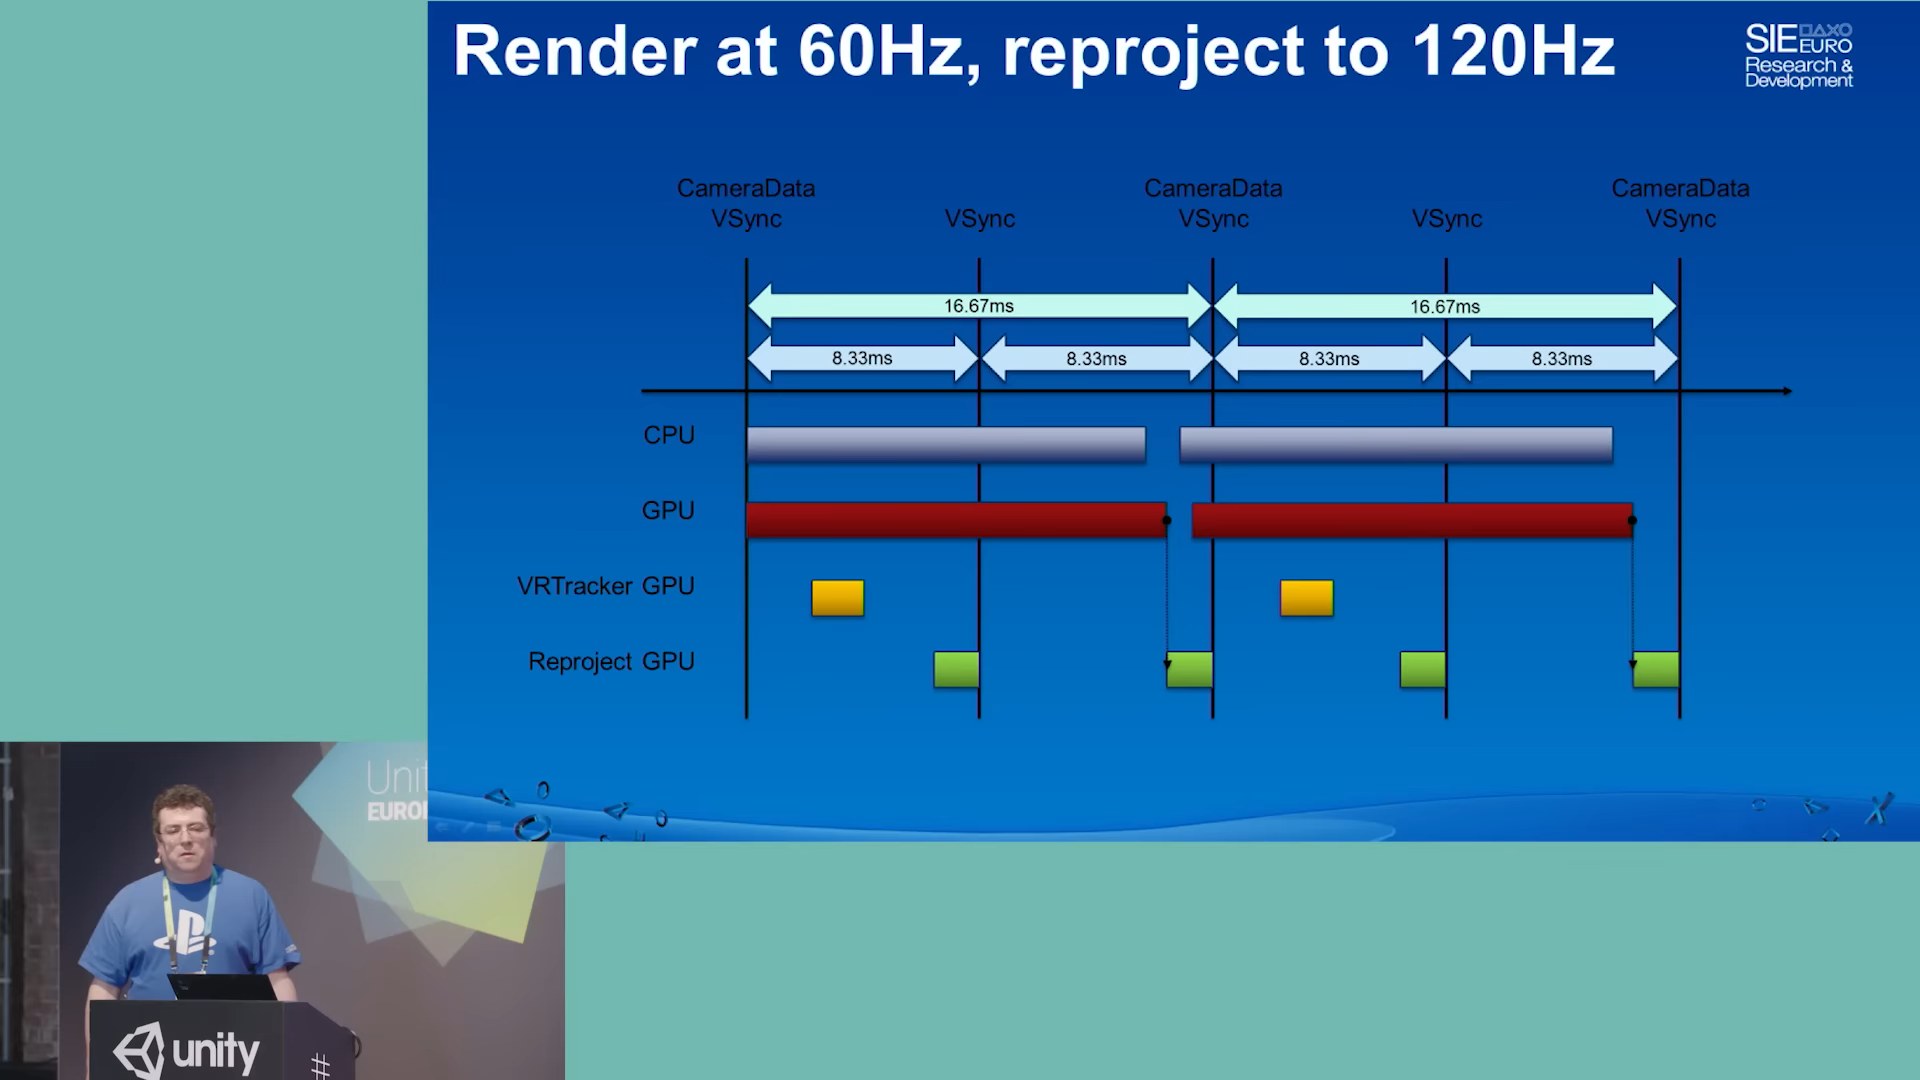 Render at 60Hz, reproject to 120Hz
SIE
EURO
Research &
Development
CameraData
VSync
VSync
CameraData
VSync
VSync
CameraData
VSync
16.67ms
16.67ms
8.33ms
8.33ms
8.33ms
8.33ms
CPU
GPU
VRTracker GPU
Reproject GPU
Unit
EURO
unity
#